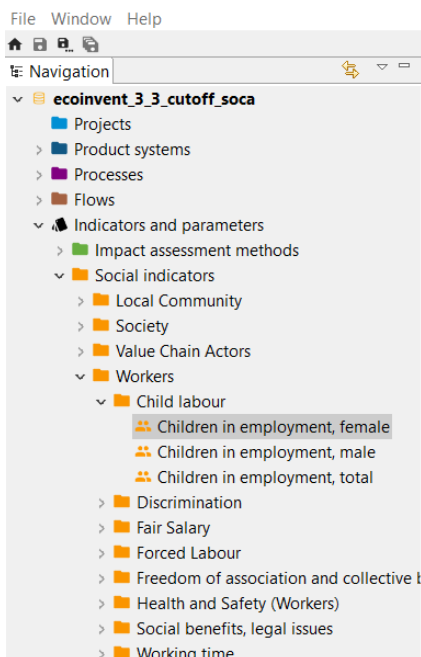 File Window Help
Navigation
ecoinvent_3_3_cutoff_soca
Projects
Product systems
Processes
Flows
Indicators and parameters
Impact assessment methods
Social indicators
Local Community
Society
Value Chain Actors
Workers
Child labour
Children in employment, female
Children in employment, male
Children in employment, total
Discrimination
Fair Salary
Forced Labour
Freedom of association and collective
Health and Safety (Workers)
Social benefits, legal issues
Working time